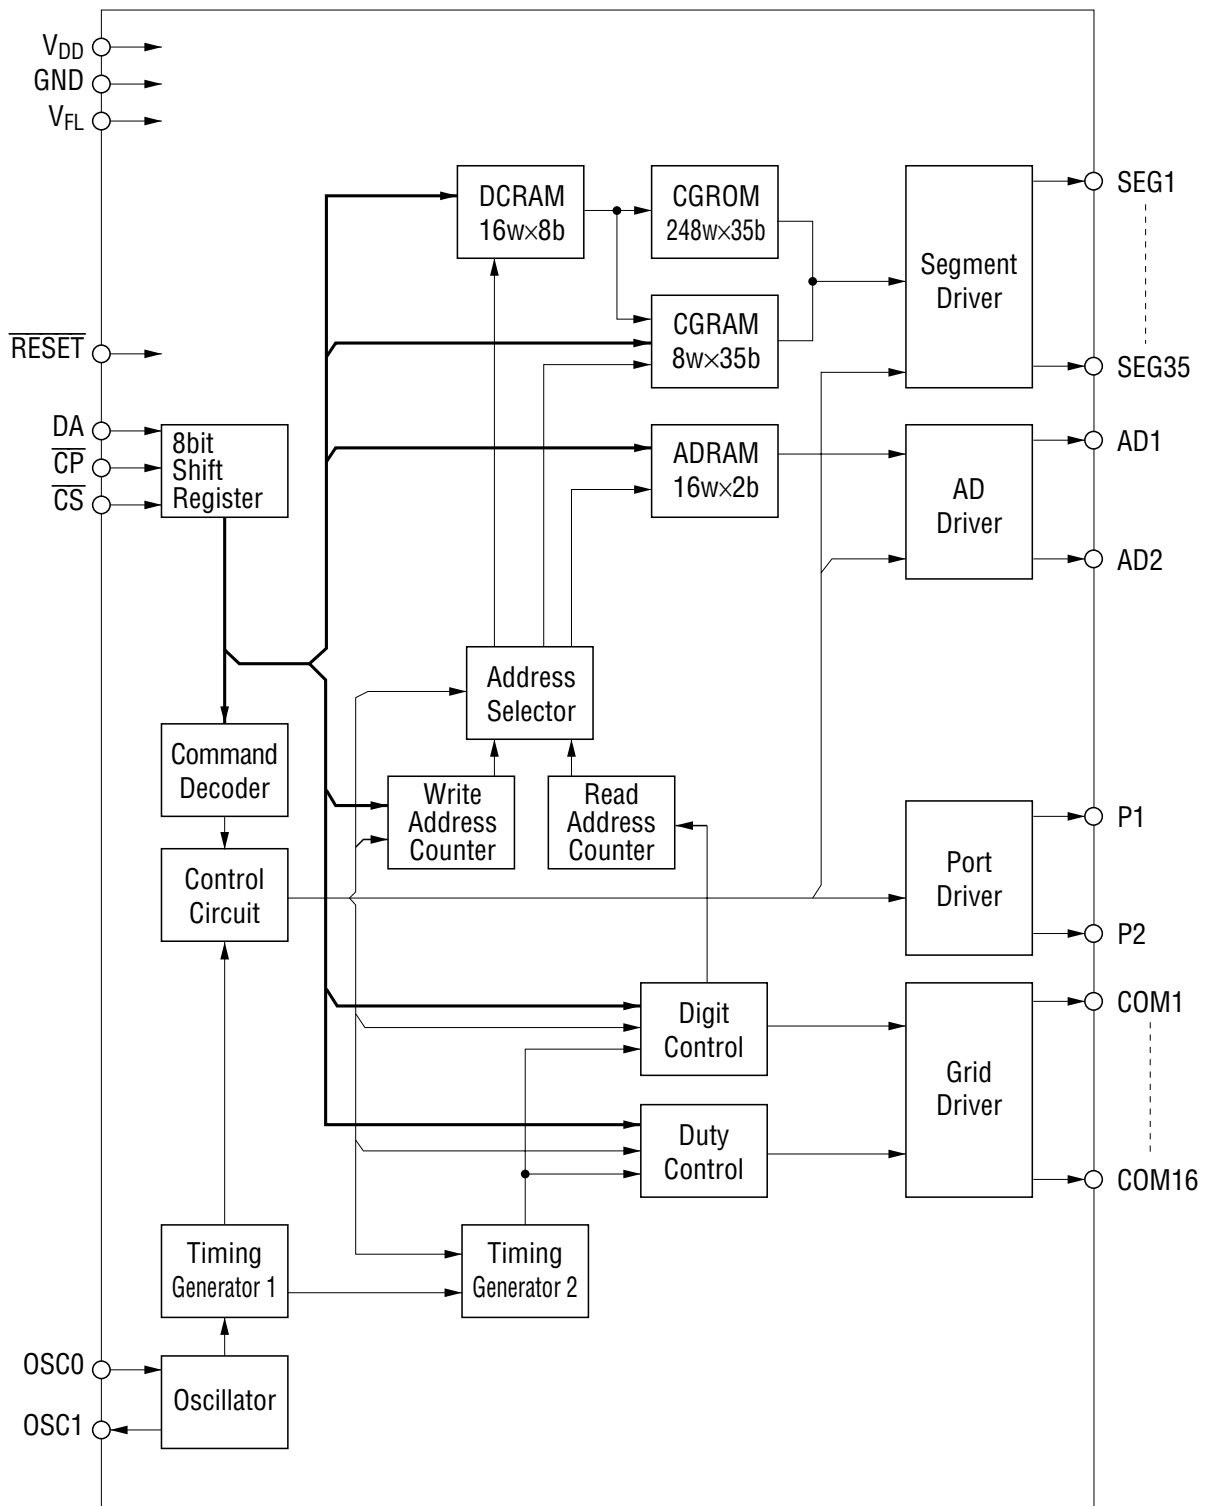 VDD
GND
VFL
RESET
DA
CP
CS
8bit
Shift
Register
DCRAM
16w×8b
CGROM
248w×35b
CGRAM
8w×35b
ADRAM
16w×2b
Segment
Driver
SEG1
SEG35
AD
Driver
AD1
AD2
Address
Selector
Command
Decoder
Write
Address
Counter
Read
Address
Counter
Control
Circuit
Port
Driver
P1
P2
Digit
Control
Duty
Control
Grid
Driver
COM1
COM16
Timing
Generator 1
Timing
Generator 2
OSC0
OSC1
Oscillator